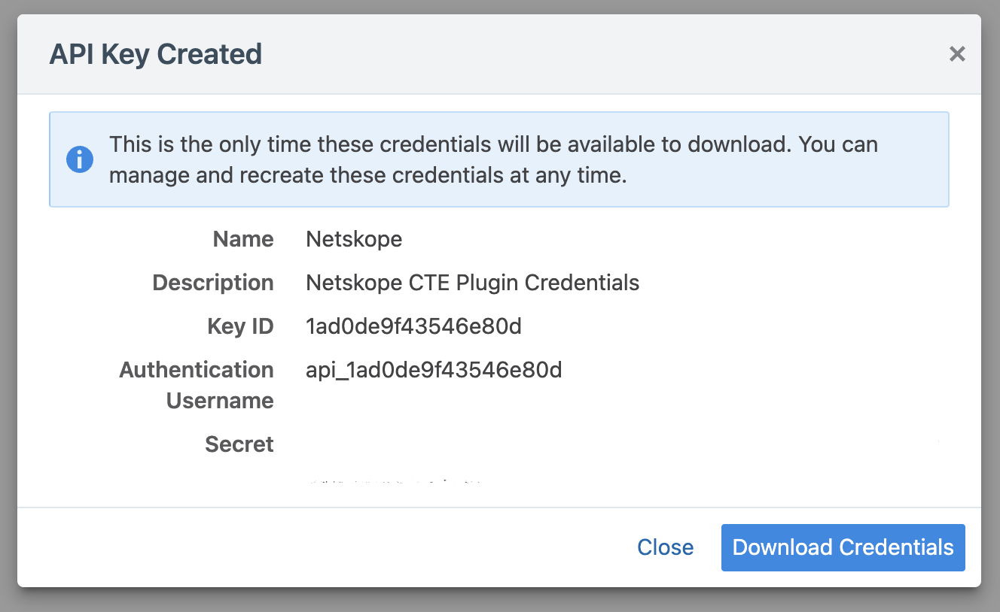 API Key Created
×
This is the only time these credentials will be available to download. You can
manage and recreate these credentials at any time.
Name Netskope
Description Netskope CTE Plugin Credentials
Key ID 1ad0de9f43546e80d
Authentication Username api_1ad0de9f43546e80d
Secret
Close Download Credentials